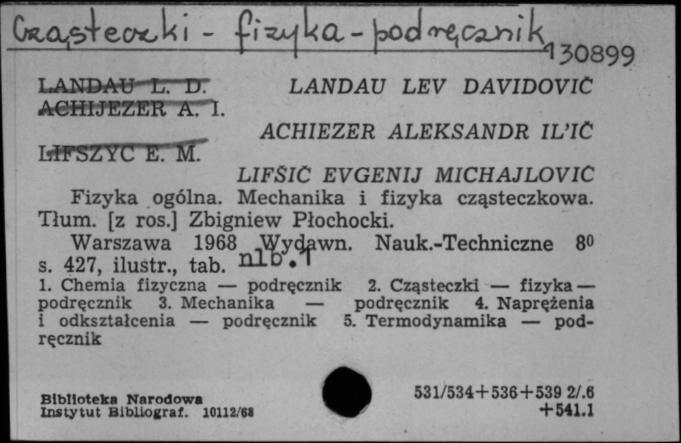 Cząsteczki - fizyka - podręcznik
130899
LANDAU L. D. LANDAU LEV DAVIDOVIČ
ACHIJEZER A. I.
ACHIEZER ALEKSANDR IL'IČ
LIFSZYC E. M.
LIFŠIC EVGENIJ MICHAJLOVIČ
Fizyka ogólna. Mechanika i fizyka cząsteczkowa.
Tłum. [z ros.] Zbigniew Płochocki.
Warszawa 1968 Wydawn. Nauk.-Techniczne 8⁰
s. 427, ilustr., tab. nlb. 1
1. Chemia fizyczna — podręcznik 2. Cząsteczki — fizyka —
podręcznik 3. Mechanika — podręcznik 4. Naprężenia
i odkształcenia — podręcznik 5. Termodynamika — pod-
ręcznik
Biblioteka Narodowa
Instytut Bibliograf. 10112/68
531/534+536+539 2/.6
+541.1